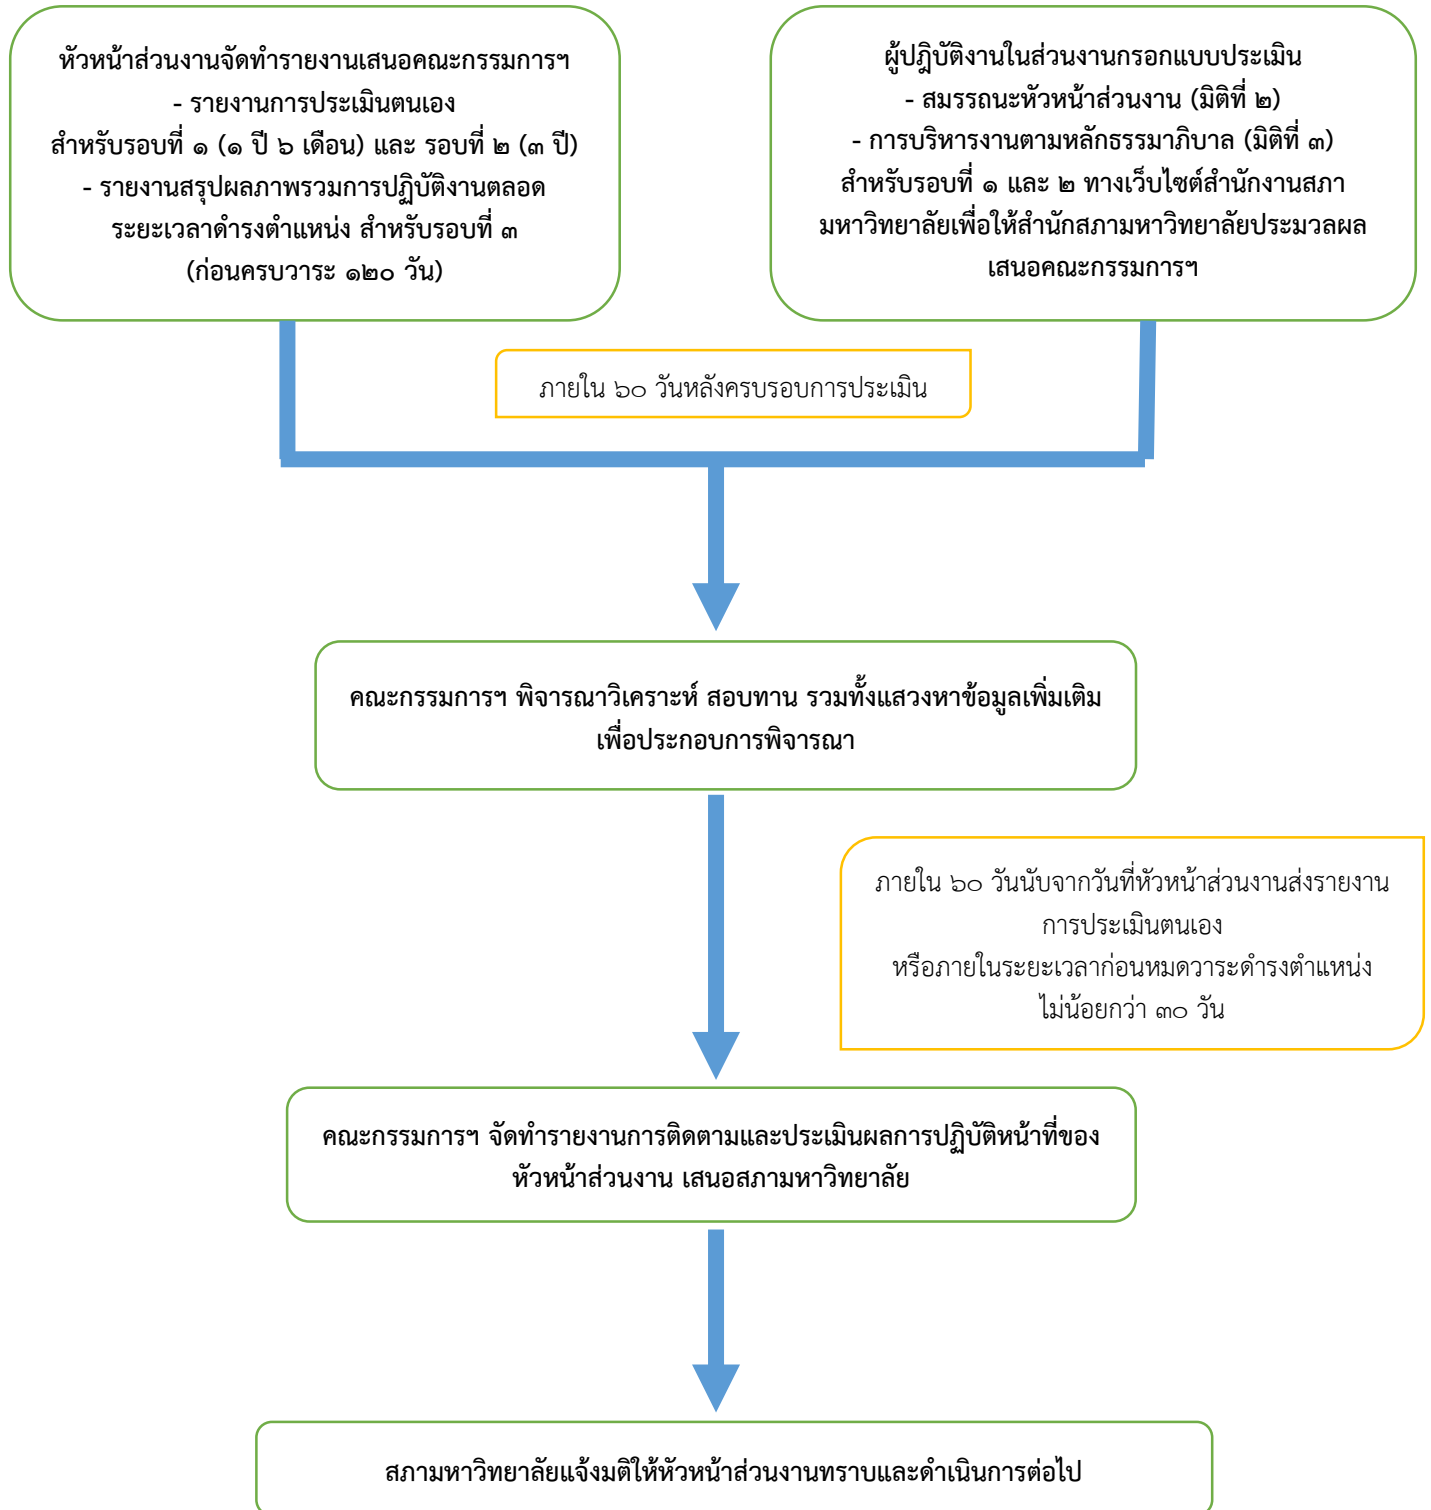 หัวหน้าส่วนงานจัดทำรายงานเสนอคณะกรรมการฯ
- รายงานการประเมินตนเอง
สำหรับรอบที่ ๑ (๑ ปี ๖ เดือน) และ รอบที่ ๒ (๓ ปี)
- รายงานสรุปผลภาพรวมการปฏิบัติงานตลอด
ระยะเวลาดำรงตำแหน่ง สำหรับรอบที่ ๓
(ก่อนครบวาระ ๑๒๐ วัน)
ผู้ปฎิบัติงานในส่วนงานกรอกแบบประเมิน
- สมรรถนะหัวหน้าส่วนงาน (มิติที่ ๒)
- การบริหารงานตามหลักธรรมาภิบาล (มิติที่ ๓)
สำหรับรอบที่ ๑ และ ๒ ทางเว็บไซต์สำนักงานสภา
มหาวิทยาลัยเพื่อให้สำนักสภามหาวิทยาลัยประมวลผล
เสนอคณะกรรมการฯ
ภายใน ๖๐ วันหลังครบรอบการประเมิน
คณะกรรมการฯ พิจารณาวิเคราะห์ สอบทาน รวมทั้งแสวงหาข้อมูลเพิ่มเติม
เพื่อประกอบการพิจารณา
ภายใน ๖๐ วันนับจากวันที่หัวหน้าส่วนงานส่งรายงาน
การประเมินตนเอง
หรือภายในระยะเวลาก่อนหมดวาระดำรงตำแหน่ง
ไม่น้อยกว่า ๓๐ วัน
คณะกรรมการฯ จัดทำรายงานการติดตามและประเมินผลการปฏิบัติหน้าที่ของ
หัวหน้าส่วนงาน เสนอสภามหาวิทยาลัย
สภามหาวิทยาลัยแจ้งมติให้หัวหน้าส่วนงานทราบและดำเนินการต่อไป